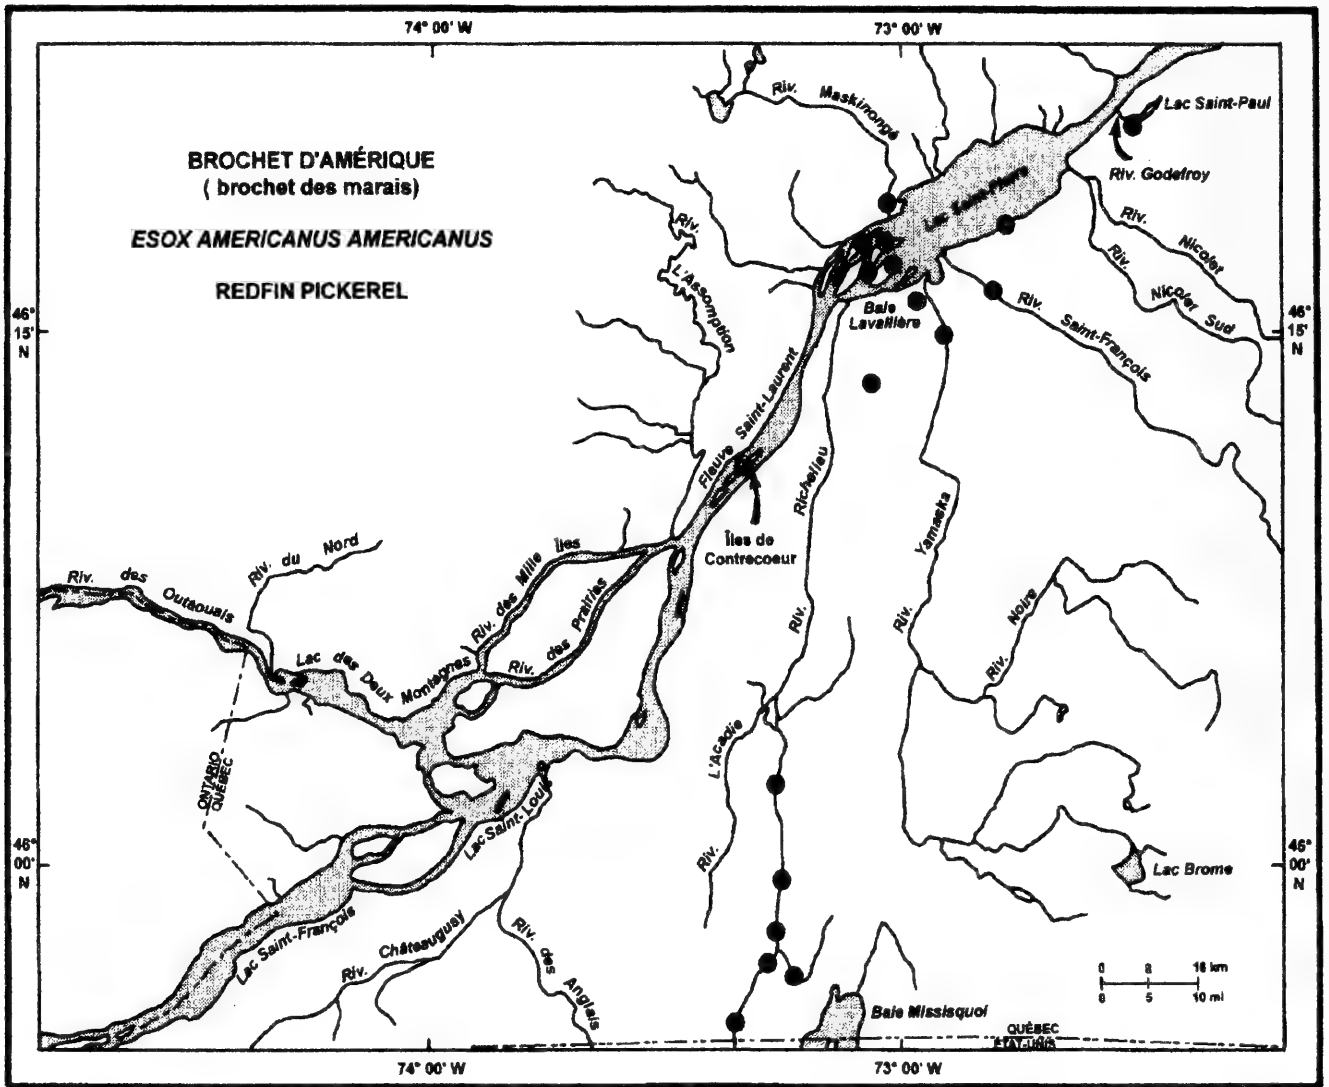 74° 00' W
73° 00' W
BROCHET D'AMÉRIQUE
( brochet des marais)
ESOX AMERICANUS AMERICANUS
REDFIN PICKEREL
Riv. Maskinongé
Lac Saint-Paul
Riv. Godefroy
Lac Saint-Pierre
Riv. Nicolet
Riv. Nicolet Sud
Riv. L'Assomption
46°
15'
N
46°
15'
N
Baie
Lavallière
Riv. Saint-François
Fleuve Saint-Laurent
Îles de
Contrecoeur
Riv. Richelieu
Riv. Yamaska
Riv. Noire
Riv. du Nord
Riv. des Outaouais
Riv. des Mille Îles
Riv. des Prairies
Lac des Deux Montagnes
ONTARIO
QUÉBEC
Riv. L'Acadie
Lac Saint-Louis
46°
00'
N
46°
00'
N
Lac Brome
Lac Saint-François
Riv. Châteauguay
Riv. des Anglais
Baie Missisquoi
0 8 16 km
0 5 10 mi
QUÉBEC
ÉTAT-UNIS
74° 00' W
73° 00' W